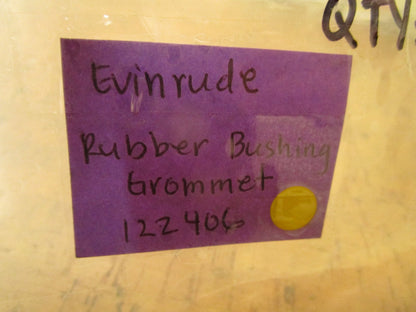 QTY
Evinrude
Rubber Bushing
Grommet
122406